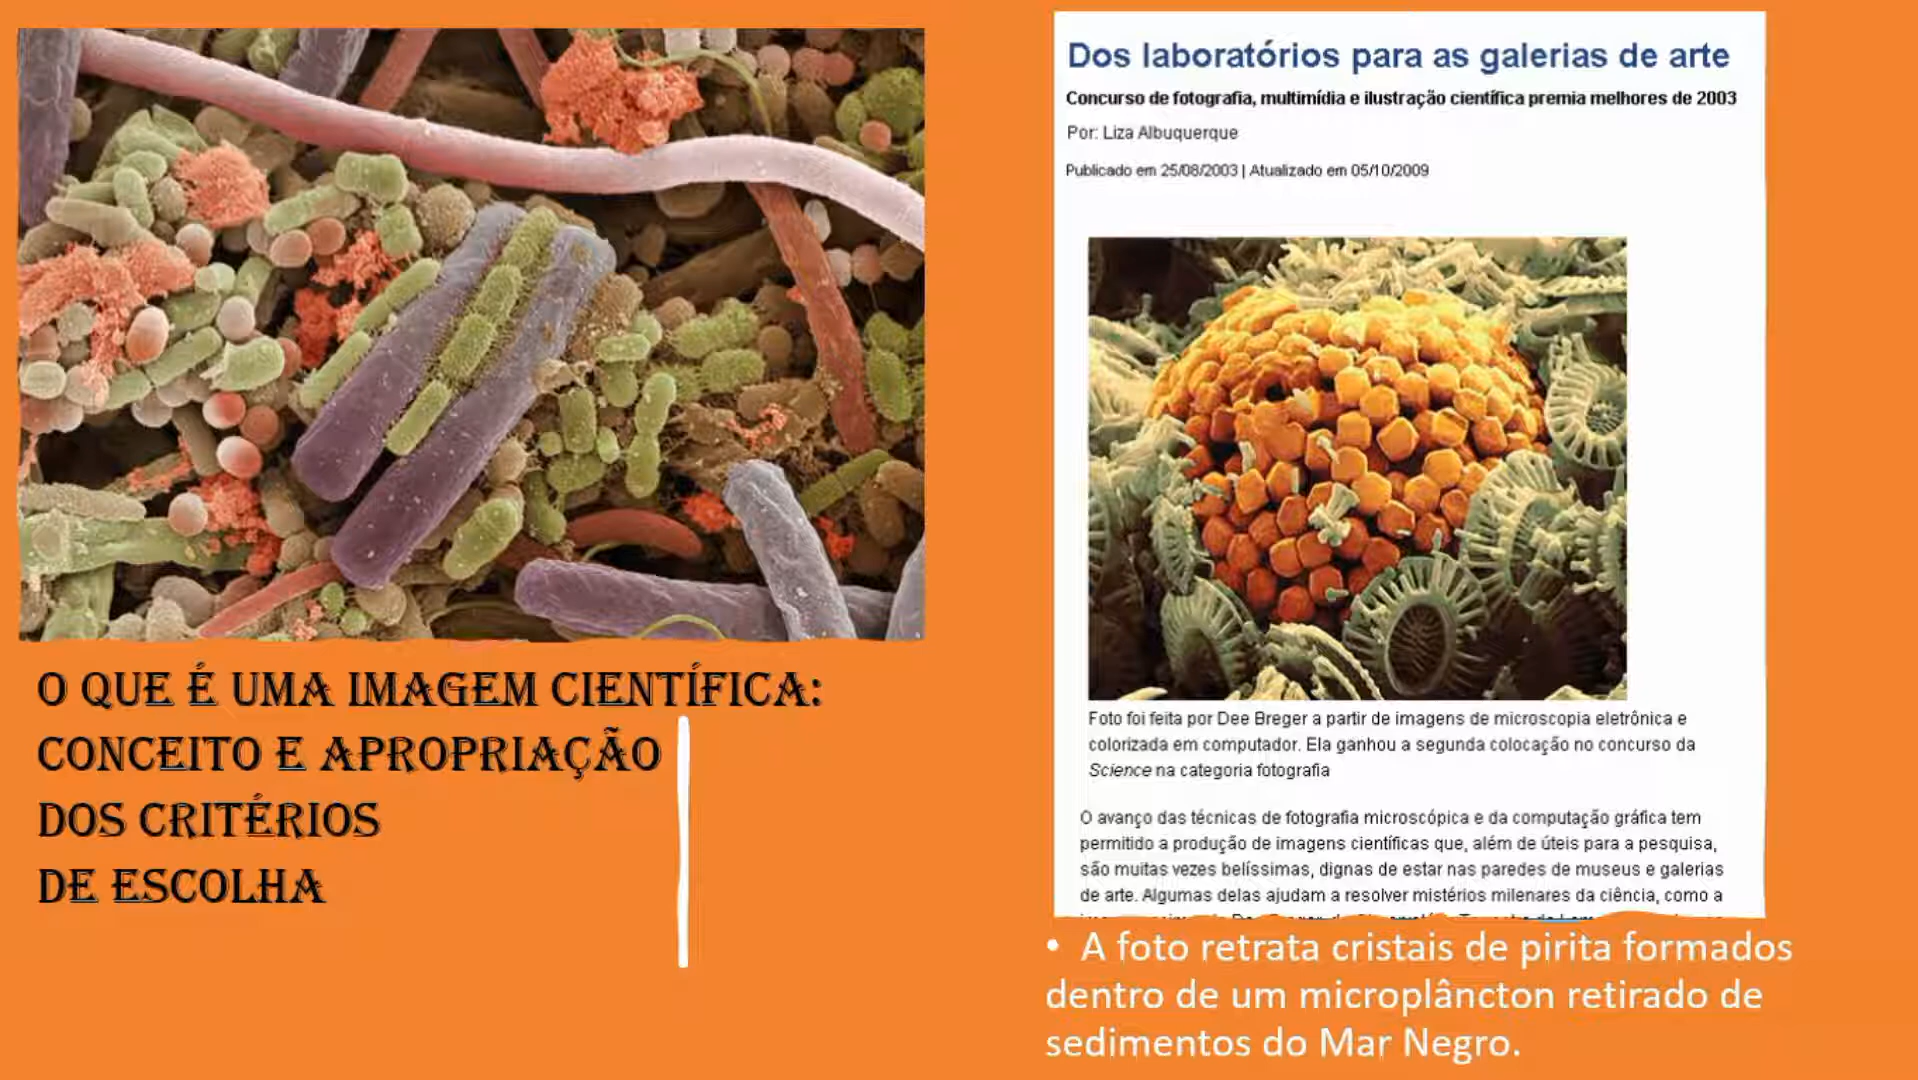 O QUE É UMA IMAGEM CIENTÍFICA:
CONCEITO E APROPRIAÇÃO
DOS CRITÉRIOS
DE ESCOLHA
Dos laboratórios para as galerias de arte
Concurso de fotografia, multimídia e ilustração científica premia melhores de 2003
Por: Liza Albuquerque
Publicado em 25/08/2003 | Atualizado em 05/10/2009
Foto foi feita por Dee Breger a partir de imagens de microscopia eletrônica e
colorizada em computador. Ela ganhou a segunda colocação no concurso da
Science na categoria fotografia
O avanço das técnicas de fotografia microscópica e da computação gráfica tem
permitido a produção de imagens científicas que, além de úteis para a pesquisa,
são muitas vezes belíssimas, dignas de estar nas paredes de museus e galerias
de arte. Algumas delas ajudam a resolver mistérios milenares da ciência, como a
• A foto retrata cristais de pirita formados
dentro de um microplâncton retirado de
sedimentos do Mar Negro.